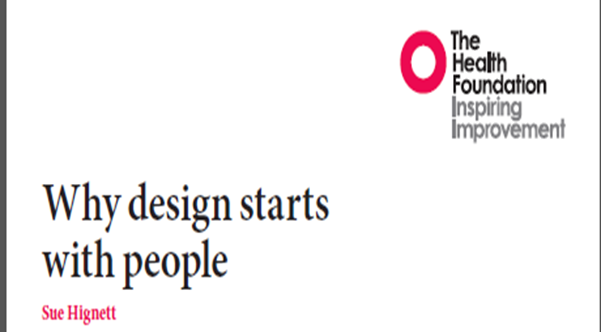 The
Health
Foundation
Inspiring
Improvement
Why design starts
with people
Sue Hignett